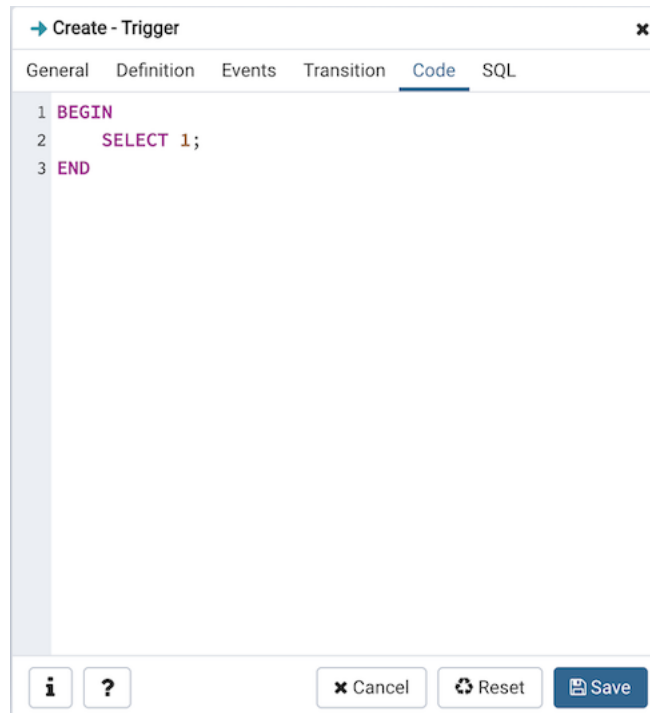 Create - Trigger
General Definition Events Transition Code SQL
1 BEGIN
2     SELECT 1;
3 END
i ? Cancel Reset Save